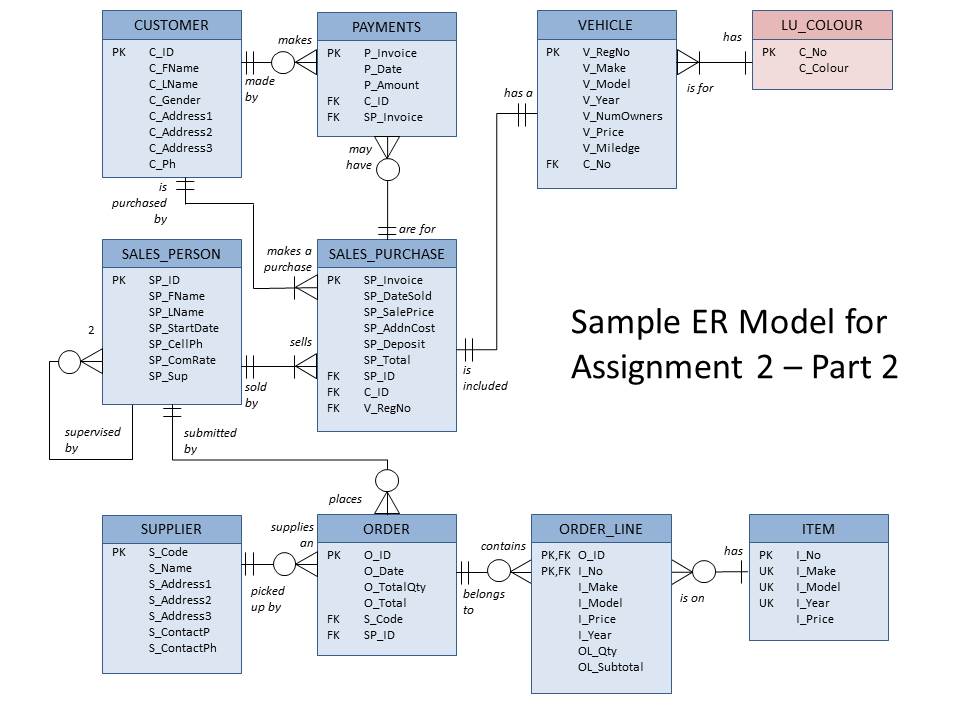 CUSTOMER
PK C_ID
C_FName
C_LName
C_Gender
C_Address1
C_Address2
C_Address3
C_Ph
makes
made
by
PAYMENTS
PK P_Invoice
P_Date
P_Amount
FK C_ID
FK SP_Invoice
VEHICLE
PK V_RegNo
V_Make
V_Model
V_Year
V_NumOwners
V_Price
V_Miledge
FK C_No
has
is for
LU_COLOUR
PK C_No
C_Colour
has a
may
have
are for
is
purchased
by
makes a
purchase
SALES_PERSON
PK SP_ID
SP_FName
SP_LName
SP_StartDate
SP_CellPh
SP_ComRate
SP_Sup
2
supervised
by
sells
sold
by
SALES_PURCHASE
PK SP_Invoice
SP_DateSold
SP_SalePrice
SP_AddnCost
SP_Deposit
SP_Total
FK SP_ID
FK C_ID
FK V_RegNo
is
included
Sample ER Model for
Assignment 2 – Part 2
submitted
by
places
SUPPLIER
PK S_Code
S_Name
S_Address1
S_Address2
S_Address3
S_ContactP
S_ContactPh
supplies
an
picked
up by
ORDER
PK O_ID
O_Date
O_TotalQty
O_Total
FK S_Code
FK SP_ID
contains
belongs
to
ORDER_LINE
PK,FK O_ID
PK,FK I_No
I_Make
I_Model
I_Price
I_Year
OL_Qty
OL_Subtotal
has
is on
ITEM
PK I_No
UK I_Make
UK I_Model
UK I_Year
I_Price